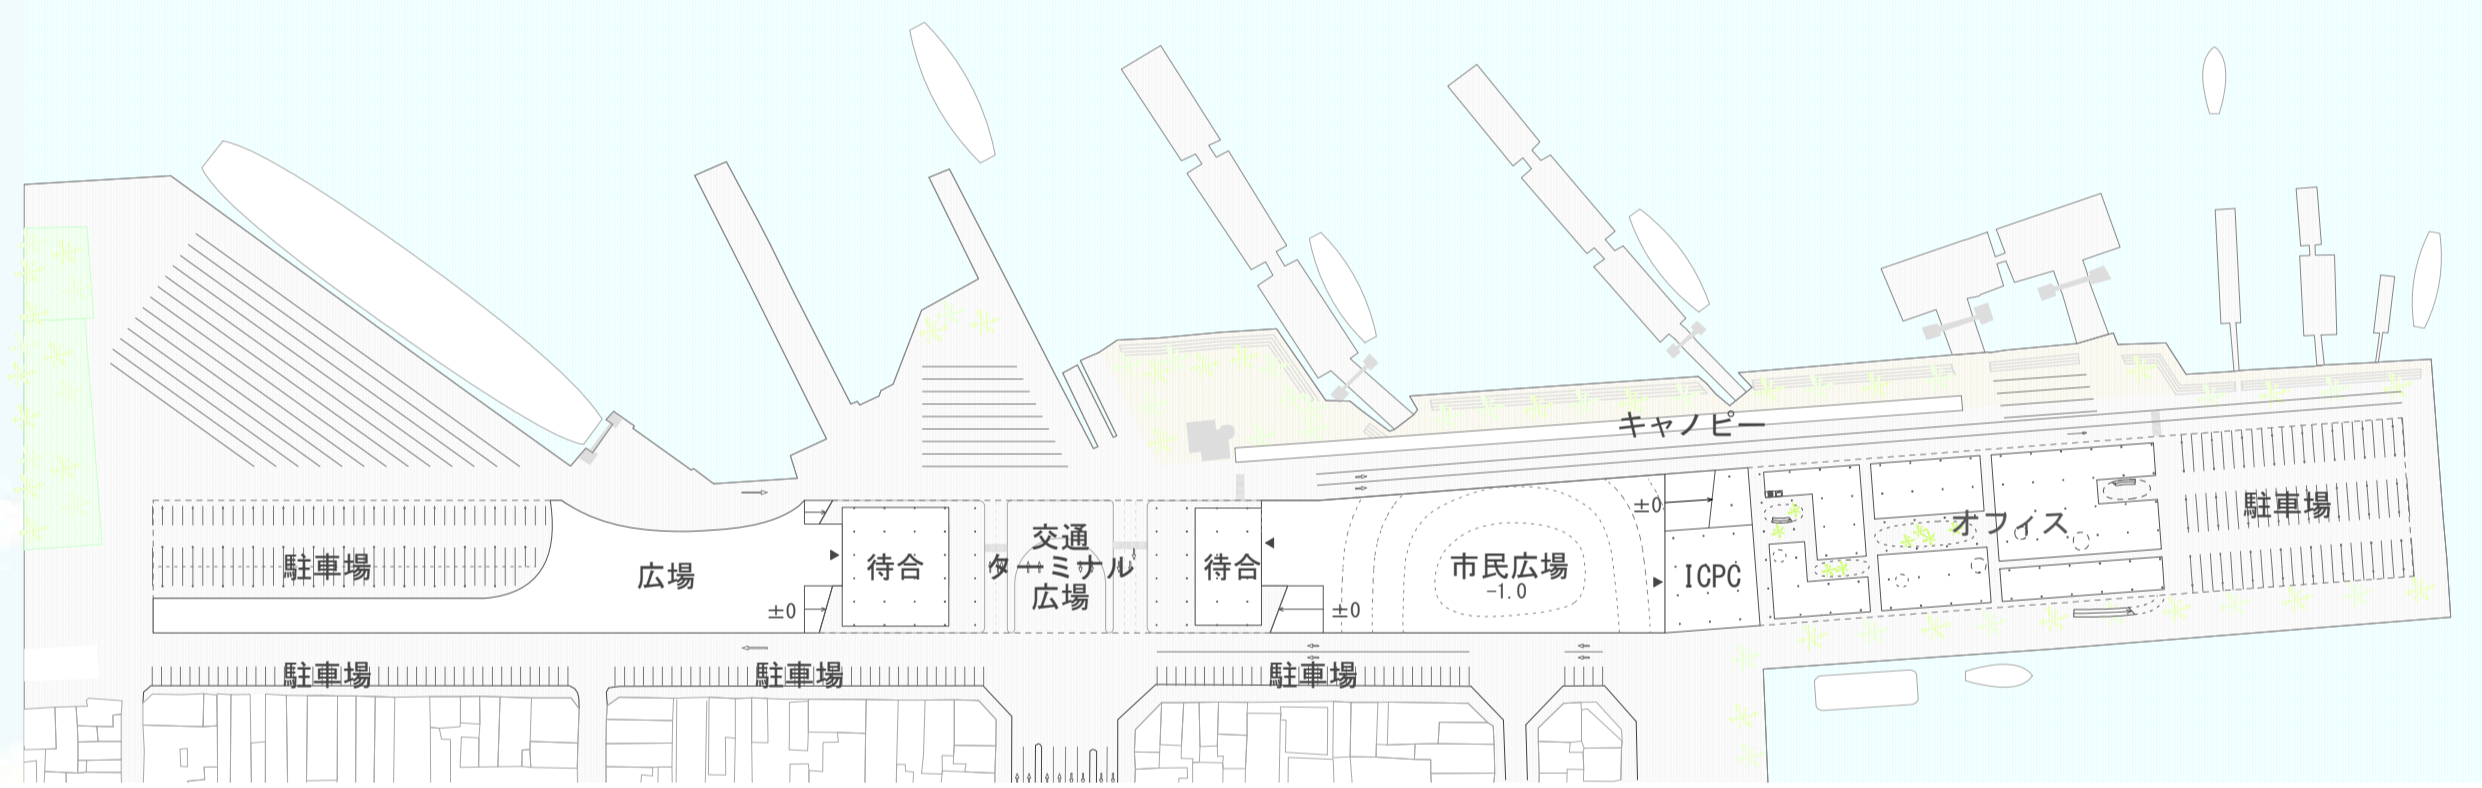 キャノピー
±0
駐車場
広場
待合
交通
ターミナル
広場
待合
市民広場
-1.0
ICPC
オフィス
駐車場
±0
±0
駐車場
駐車場
駐車場